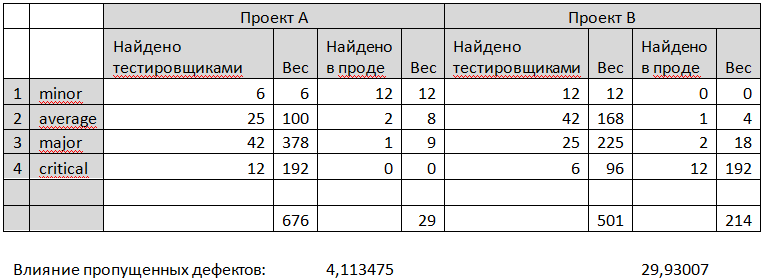 Проект А Проект В
Найдено тестировщиками Вес Найдено в проде Вес Найдено тестировщиками Вес Найдено в проде Вес
1 minor 6 6 12 12 12 12 0 0
2 average 25 100 2 8 42 168 1 4
3 major 42 378 1 9 25 225 2 18
4 critical 12 192 0 0 6 96 12 192
676 29 501 214
Влияние пропущенных дефектов: 4,113475 29,93007